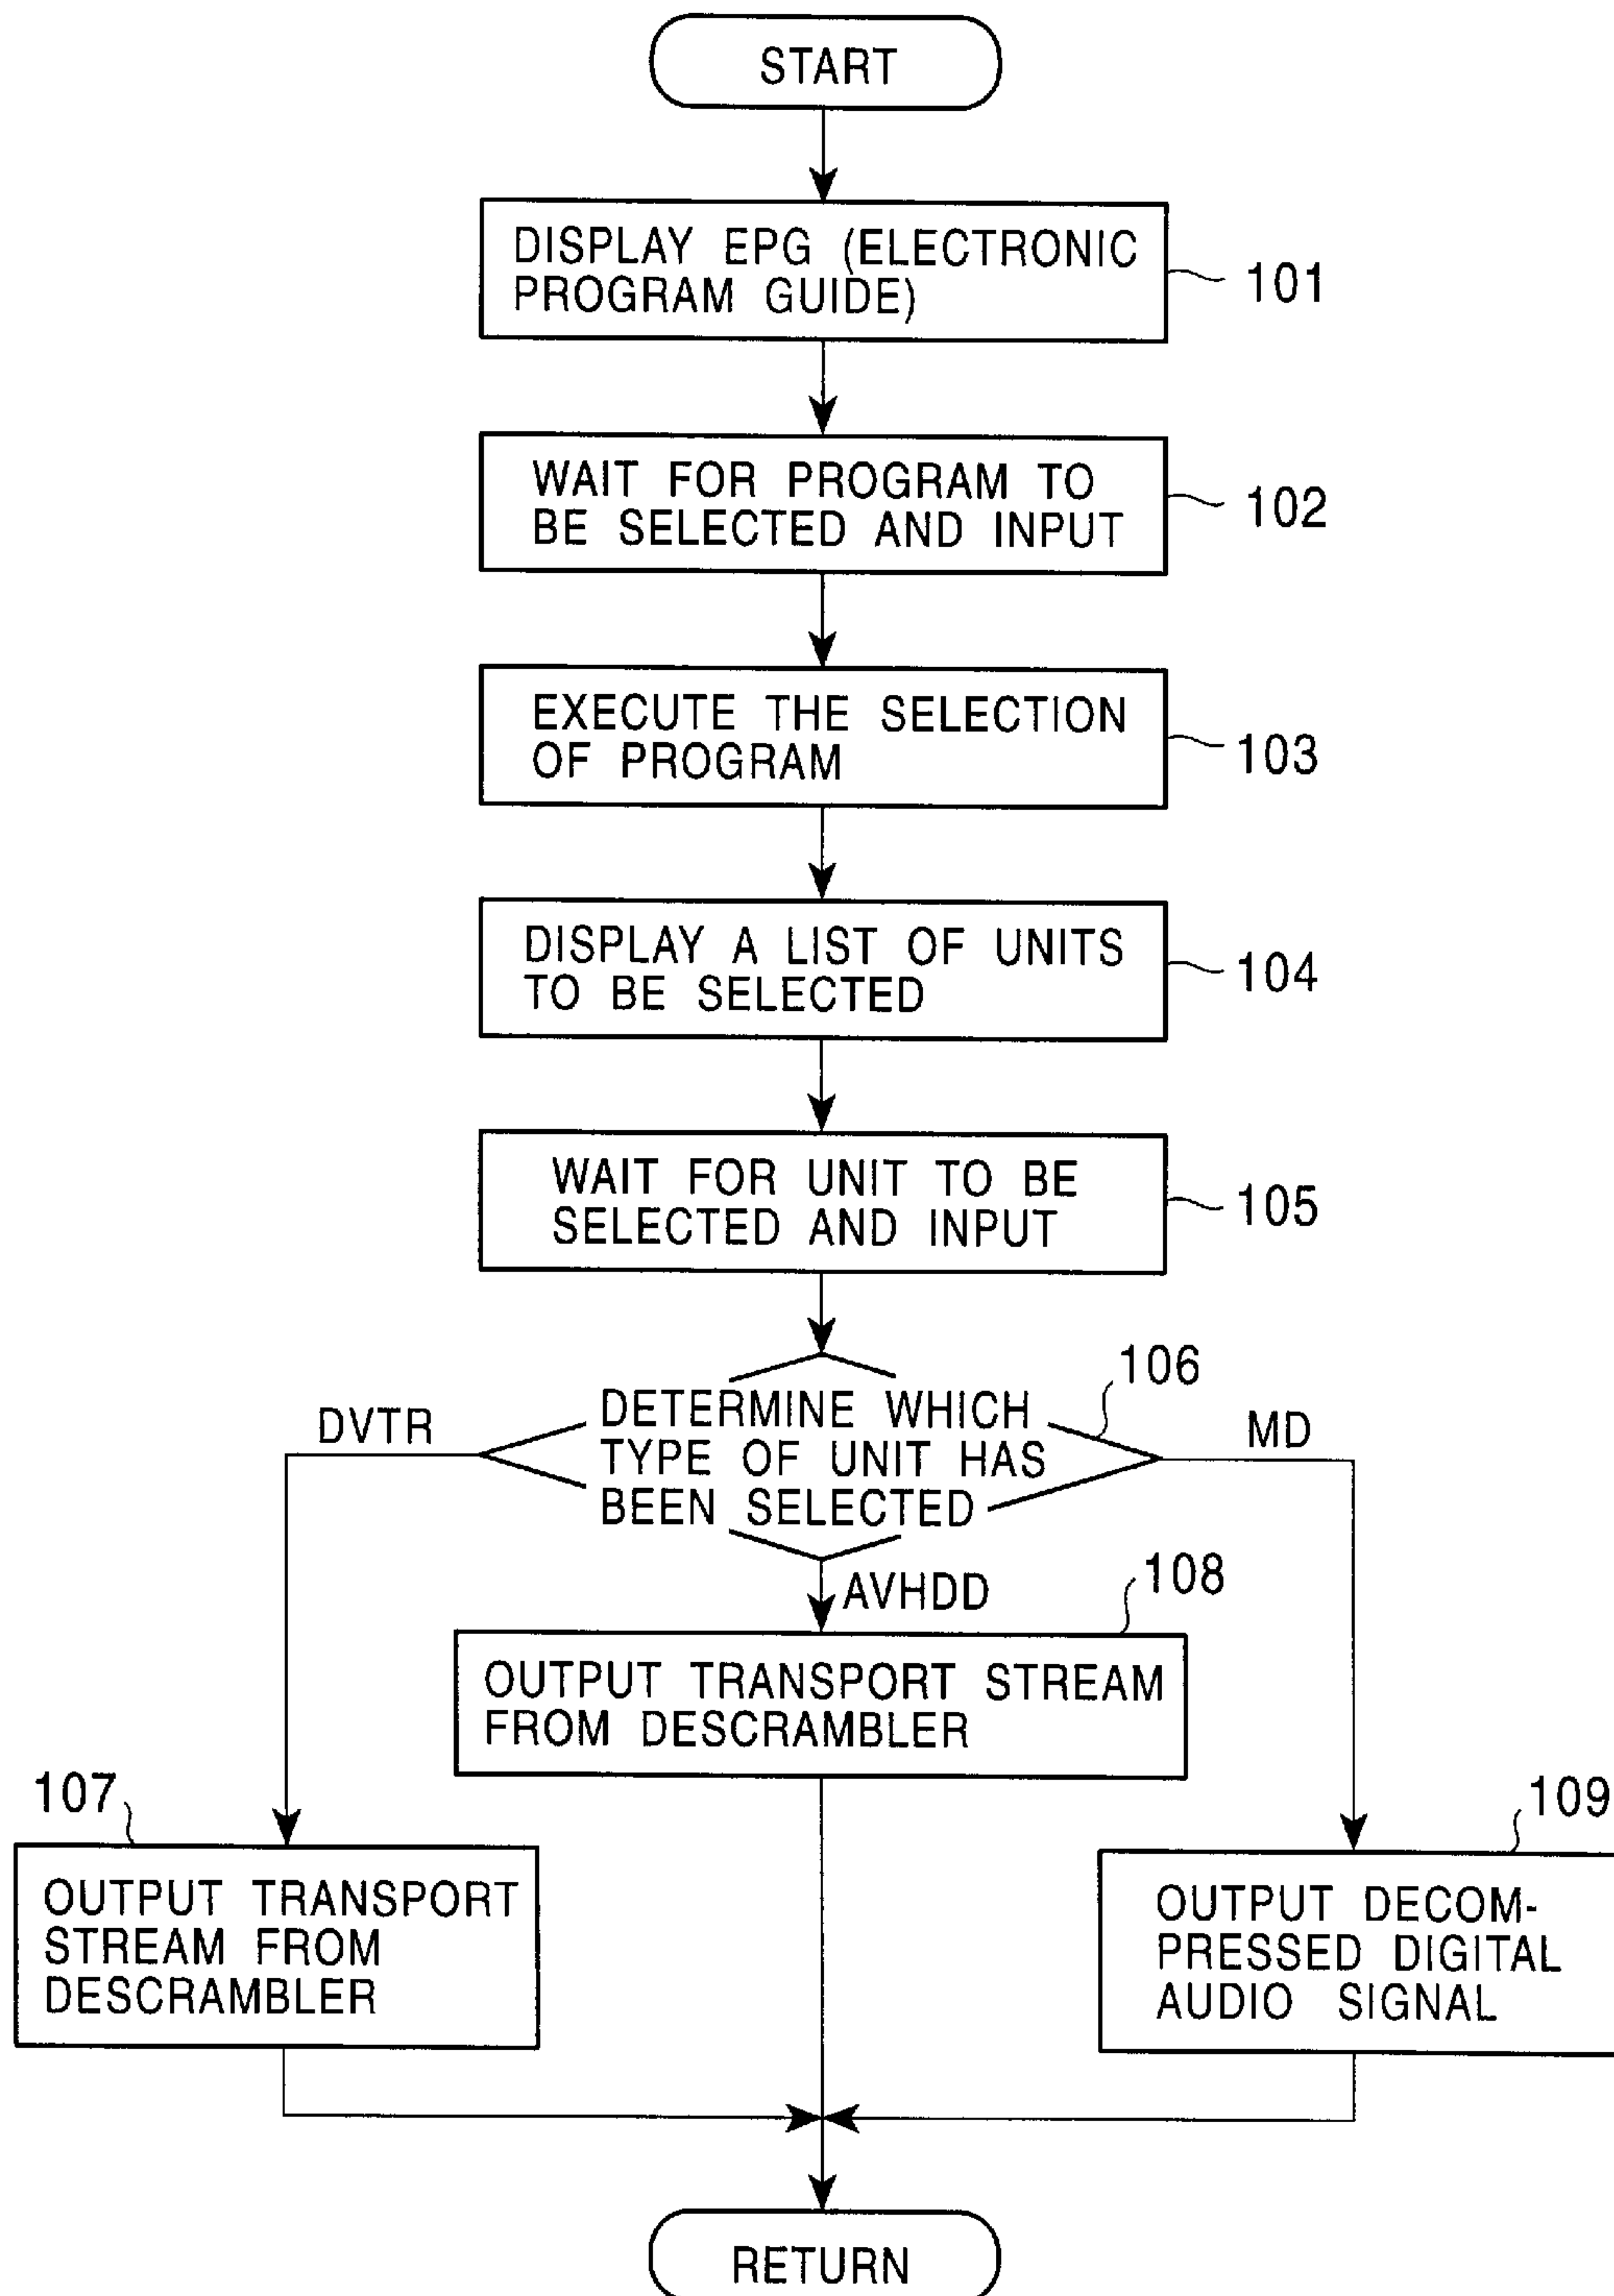 START
DISPLAY EPG (ELECTRONIC
PROGRAM GUIDE)
101
WAIT FOR PROGRAM TO
BE SELECTED AND INPUT
102
EXECUTE THE SELECTION
OF PROGRAM
103
DISPLAY A LIST OF UNITS
TO BE SELECTED
104
WAIT FOR UNIT TO BE
SELECTED AND INPUT
105
106
DETERMINE WHICH
TYPE OF UNIT HAS
BEEN SELECTED
DVTR
MD
AVHDD
108
OUTPUT TRANSPORT STREAM
FROM DESCRAMBLER
107
OUTPUT TRANSPORT
STREAM FROM
DESCRAMBLER
109
OUTPUT DECOM-
PRESSED DIGITAL
AUDIO SIGNAL
RETURN